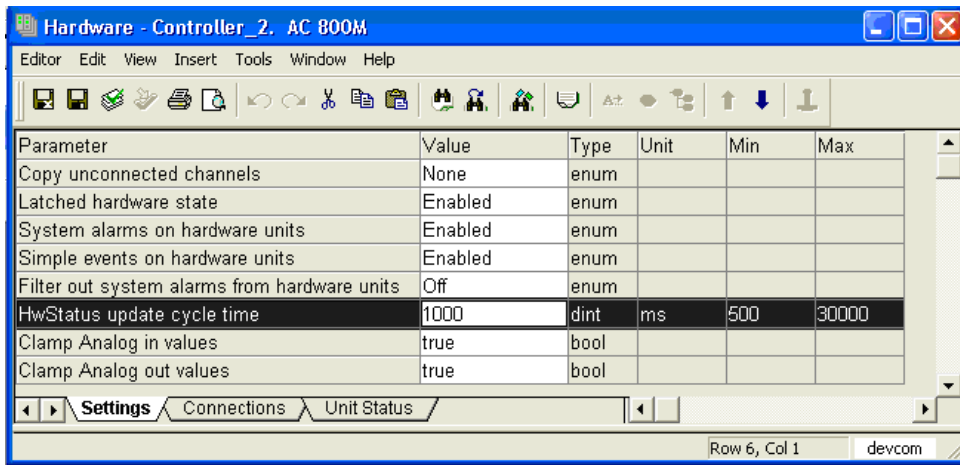 Hardware - Controller_2. AC 800M
Editor Edit View Insert Tools Window Help
Parameter Value Type Unit Min Max
Copy unconnected channels None enum
Latched hardware state Enabled enum
System alarms on hardware units Enabled enum
Simple events on hardware units Enabled enum
Filter out system alarms from hardware units Off enum
HwStatus update cycle time 1000 dint ms 500 30000
Clamp Analog in values true bool
Clamp Analog out values true bool
Settings Connections Unit Status
Row 6, Col 1 devcom